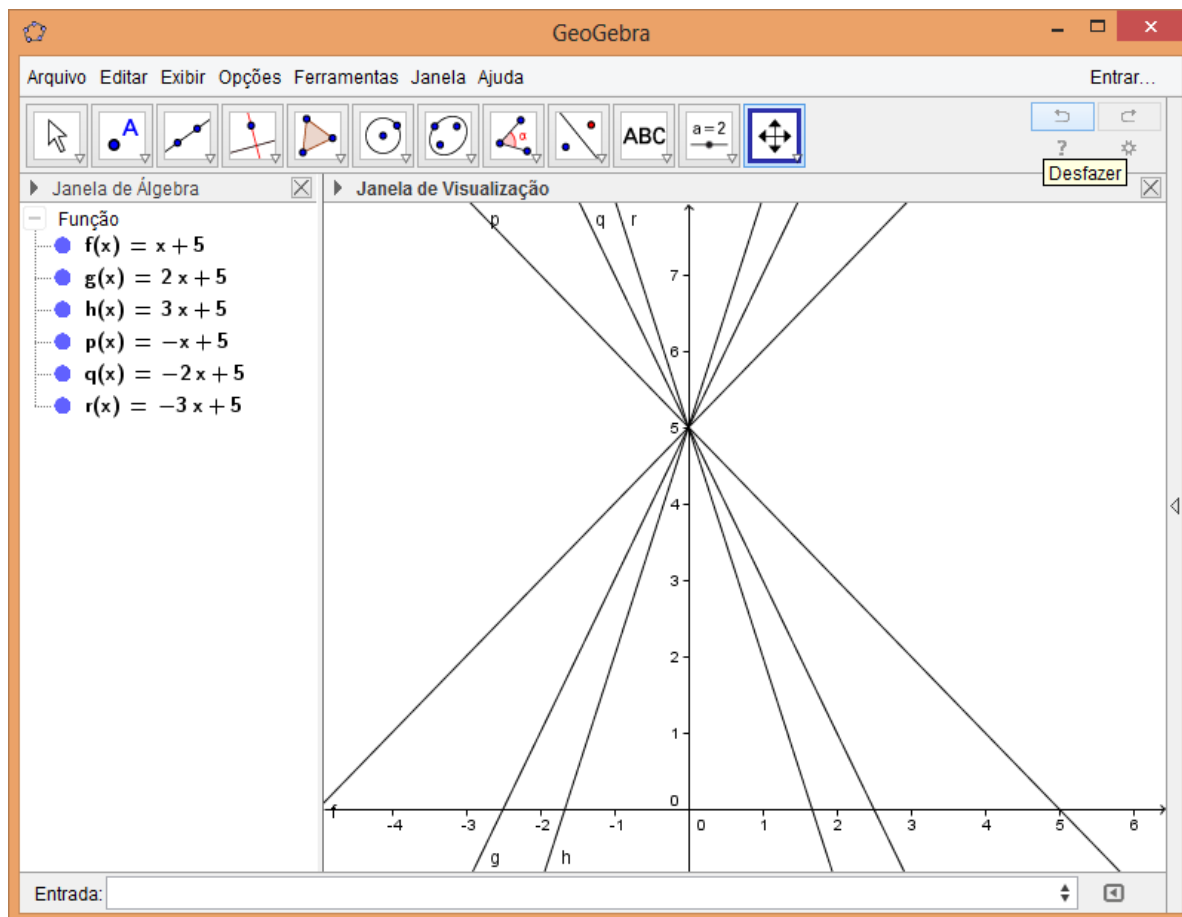 GeoGebra
Arquivo Editar Exibir Opções Ferramentas Janela Ajuda Entrar...
A α ABC a=2
?
Desfazer
Janela de Álgebra
Janela de Visualização
Função
f(x) = x + 5
g(x) = 2 x + 5
h(x) = 3 x + 5
p(x) = -x + 5
q(x) = -2 x + 5
r(x) = -3 x + 5
p q r
7
6
5
4
3
2
1
0
f
-4 -3 -2 -1 0 1 2 3 4 5 6
g h
Entrada: